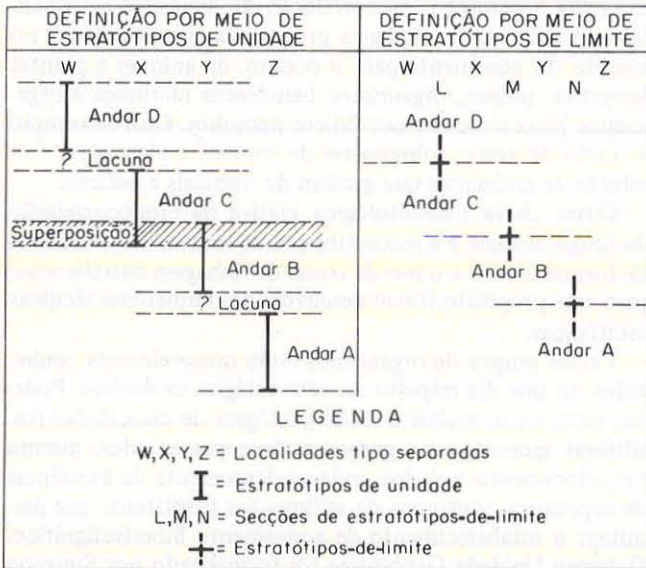 DEFINIÇÃO POR MEIO DE
ESTRATÓTIPOS DE UNIDADE
W X Y Z
Andar D
? Lacuna
Andar C
Superposição
Andar B
? Lacuna
Andar A
DEFINIÇÃO POR MEIO DE
ESTRATÓTIPOS DE LIMITE
W X Y Z
L M N
Andar D
Andar C
Andar B
Andar A
LEGENDA
W,X,Y,Z = Localidades tipo separadas
= Estratótipos de unidade
L,M,N = Secções de estratótipos-de-limite
= Estratótipos-de-limite